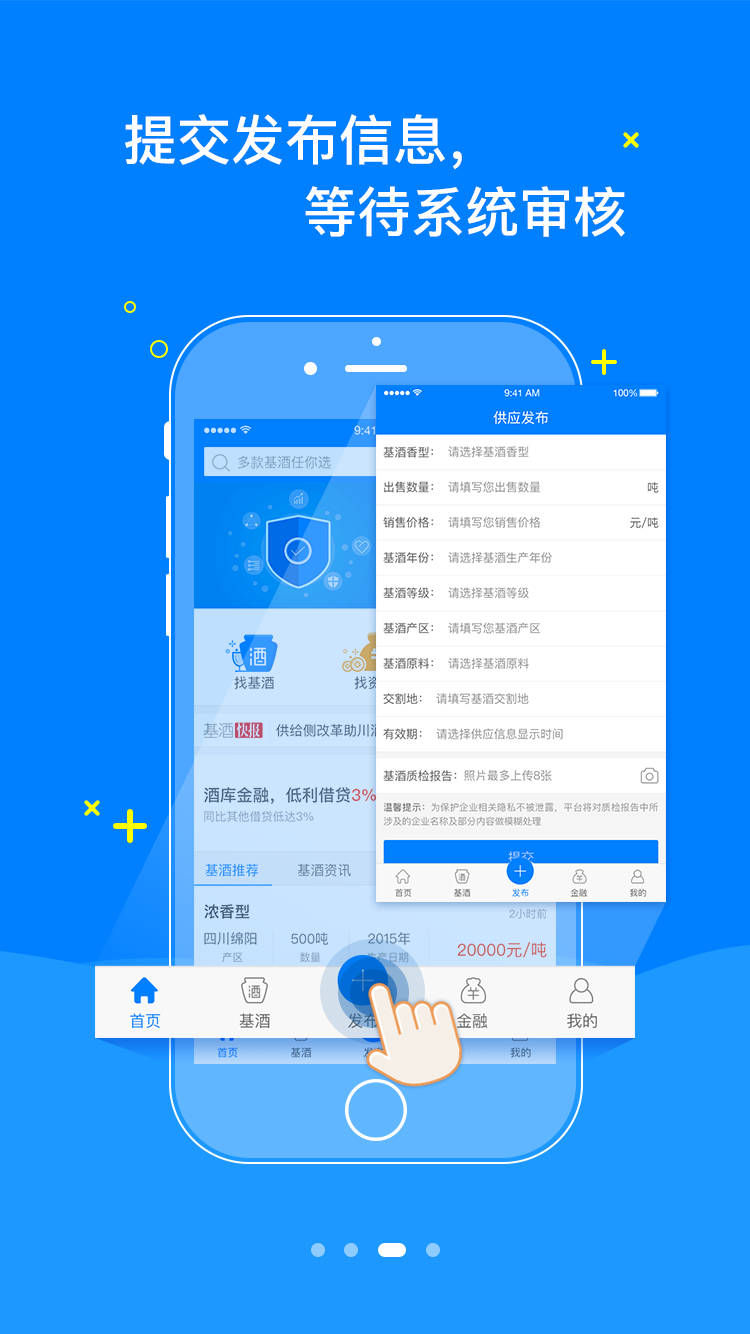 提交发布信息,
等待系统审核
9:41
多款基酒任你选
找基酒
找资
基酒快报 供给侧改革助川酒
酒库金融，低利借贷3%
同比其他借贷低达3%
基酒推荐 基酒资讯
浓香型
2小时前
四川绵阳 500吨 2015年 20000元/吨
产区 数量 生产日期
9:41 AM 100%
供应发布
基酒香型： 请选择基酒香型
出售数量： 请填写您出售数量 吨
销售价格： 请填写您销售价格 元/吨
基酒年份： 请选择基酒生产年份
基酒等级： 请选择基酒等级
基酒产区： 请填写您基酒产区
基酒原料： 请选择基酒原料
交割地： 请填写基酒交割地
有效期： 请选择供应信息显示时间
基酒质检报告：照片最多上传8张
温馨提示：为保护企业相关隐私不被泄露，平台将对质检报告中所
涉及的企业名称及部分内容做模糊处理
提交
首页 基酒 发布 金融 我的
首页 基酒 发布 金融 我的
首页 基酒 我的